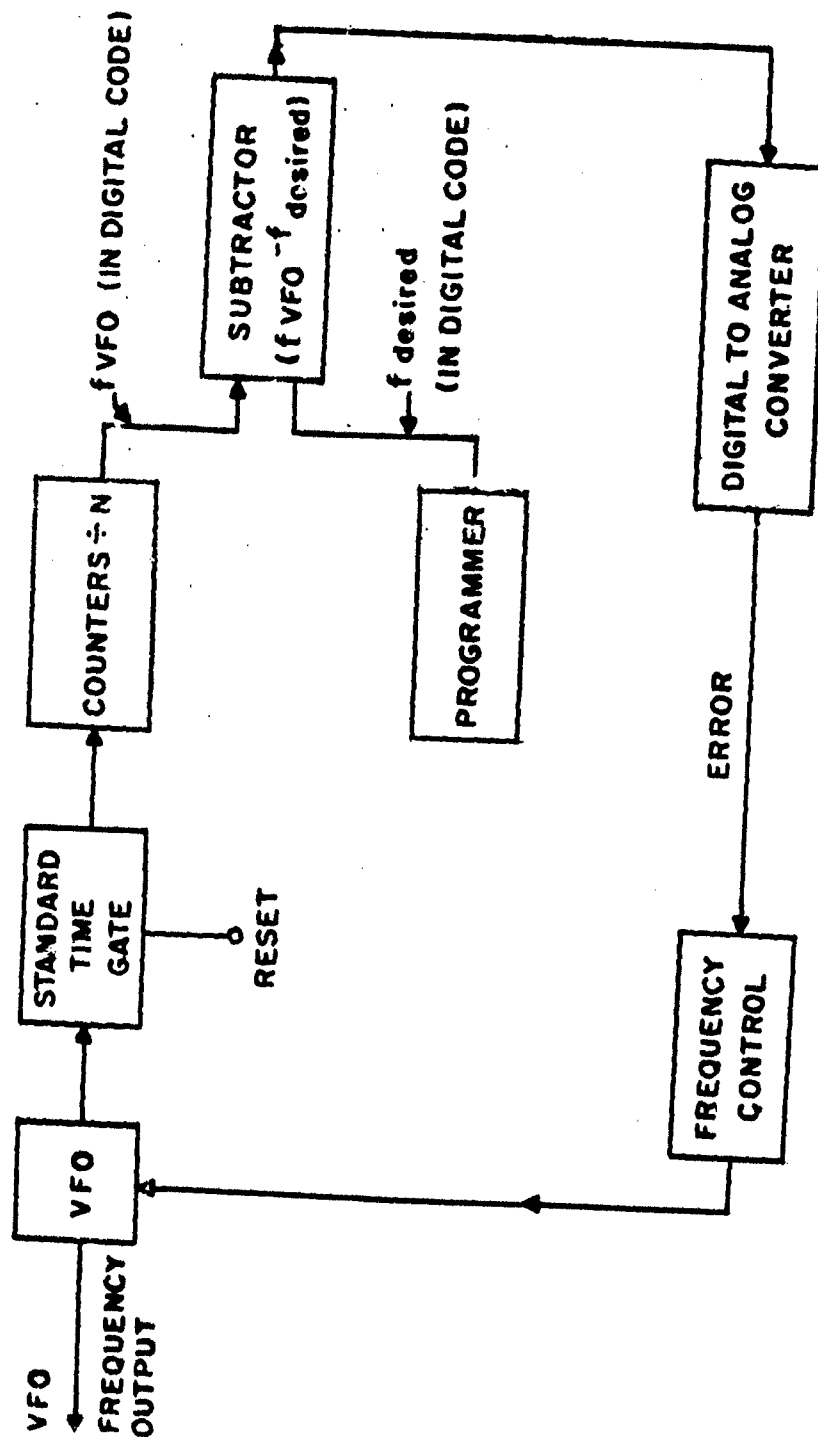 VFO
FREQUENCY
OUTPUT
VFO
STANDARD
TIME
GATE
RESET
COUNTERS ÷ N
f VFO (IN DIGITAL CODE)
SUBTRACTOR
(f VFO - f desired)
f desired
(IN DIGITAL CODE)
PROGRAMMER
FREQUENCY
CONTROL
ERROR
DIGITAL TO ANALOG
CONVERTER